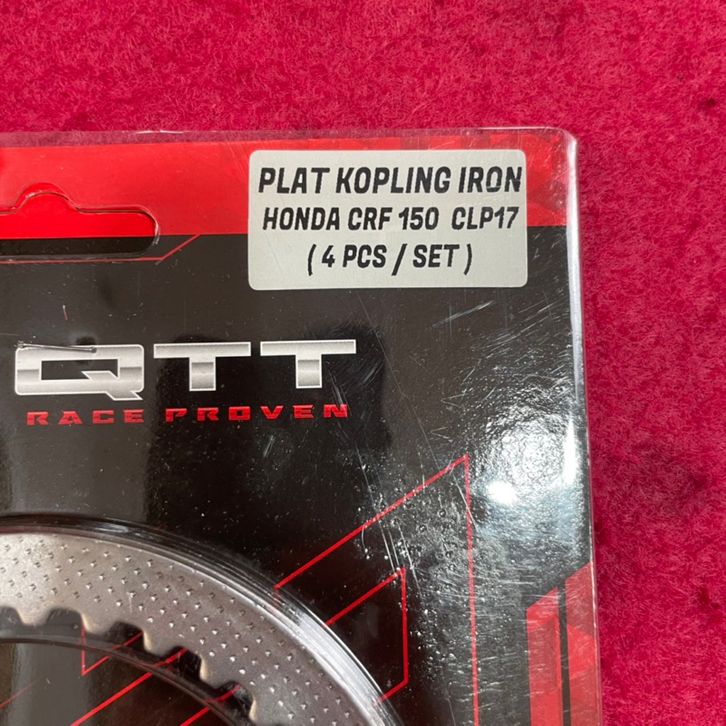 PLAT KOPLING IRON
HONDA CRF 150 CLP17
( 4 PCS / SET )
QTT
RACE PROVEN